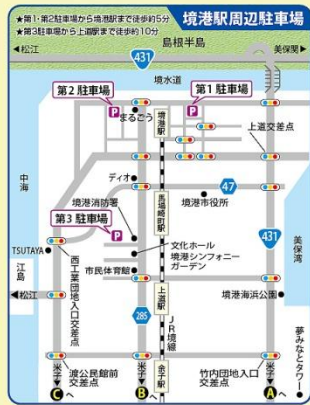 ★第1・第2駐車場から境港駅まで徒歩約5分
★第3駐車場から上道駅まで徒歩約10分
境港駅周辺駐車場
◀松江
島根半島
美保関▶
431
境水道
第2駐車場
P
まるごう
第1駐車場
P
境港駅
上道交差点
中海
ディオ
馬場崎町駅
47
境港消防署
境港市役所
第3駐車場
P
431
美保湾
TSUTAYA
文化ホール
境港シンフォニーガーデン
江島
西工業団地入口交差点
市民体育館
上道駅
境港海浜公園
◀松江
285
JR境線
夢みなとタワー
渡公民館前交差点
余子駅
竹内団地入口交差点
米子
Cへ
米子
Bへ
米子
Aへ